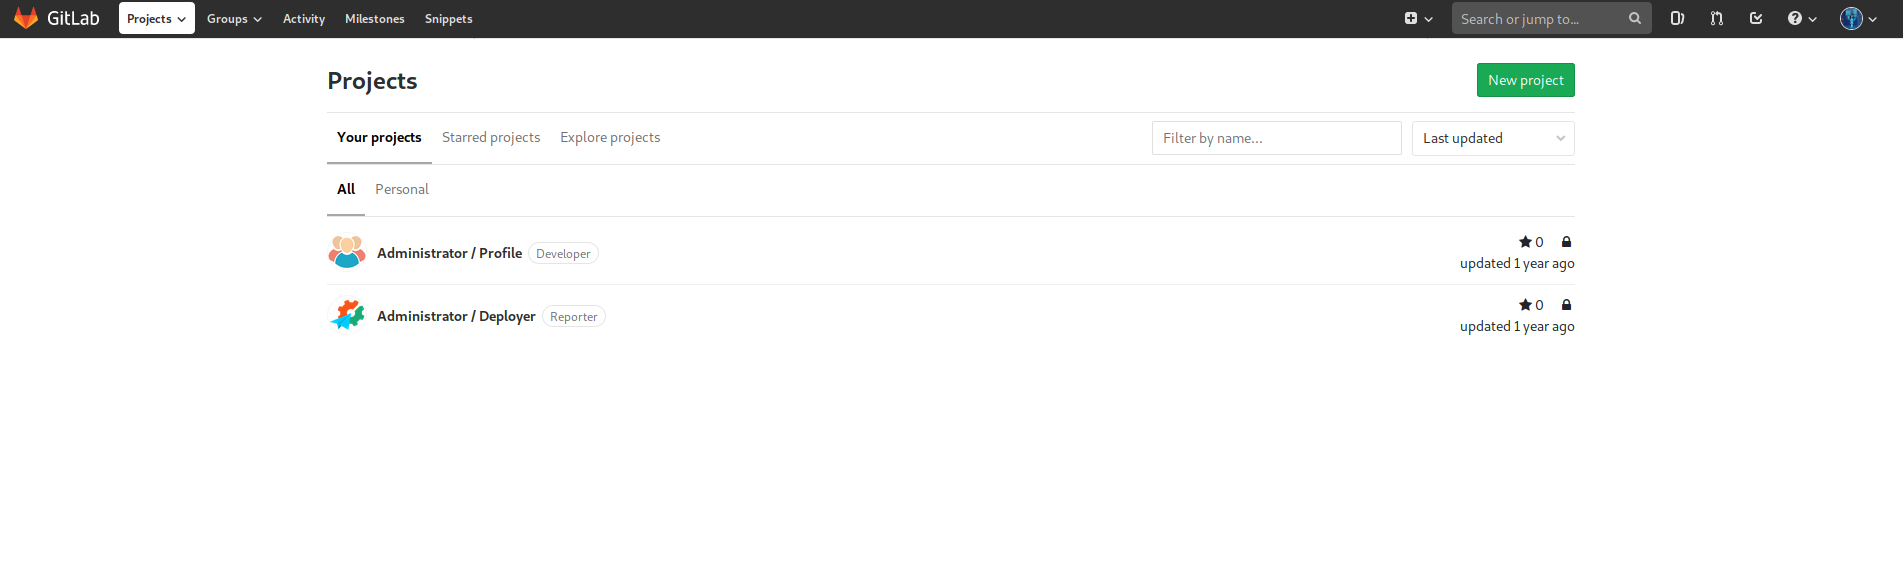 GitLab Projects Groups Activity Milestones Snippets Search or jump to...
Projects New project
Your projects Starred projects Explore projects Filter by name... Last updated
All Personal
Administrator / Profile Developer 0
updated 1 year ago
Administrator / Deployer Reporter 0
updated 1 year ago